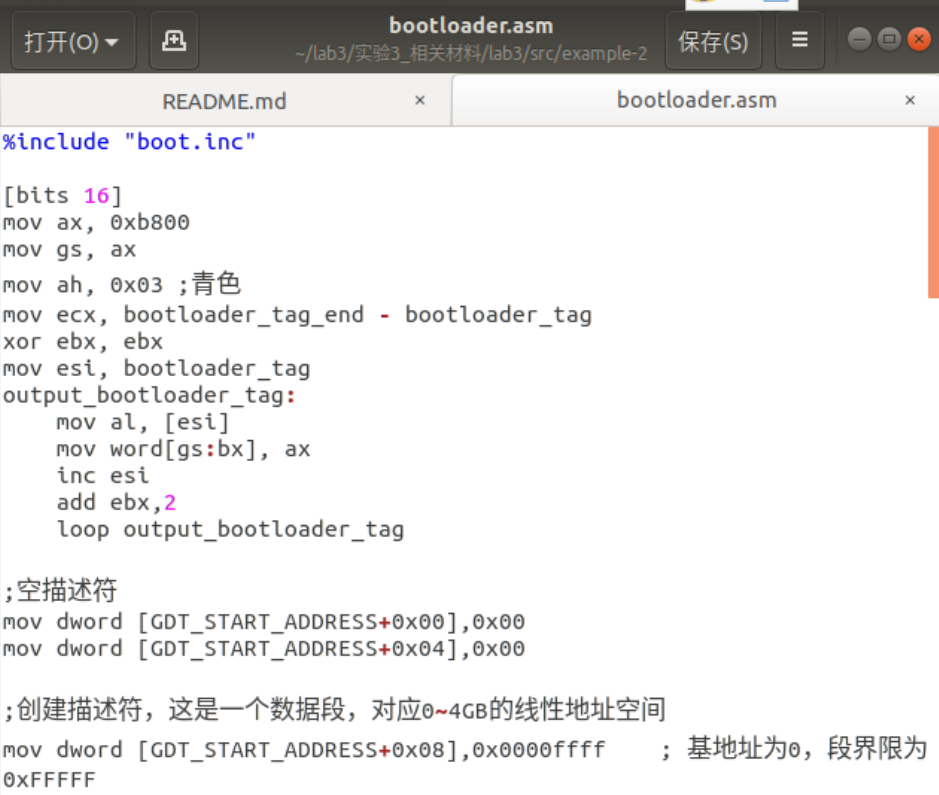 打开(O)
bootloader.asm
~/lab3/实验3_相关材料/lab3/src/example-2
保存(S)
README.md ×
bootloader.asm ×
%include "boot.inc"
[bits 16]
mov ax, 0xb800
mov gs, ax
mov ah, 0x03 ;青色
mov ecx, bootloader_tag_end - bootloader_tag
xor ebx, ebx
mov esi, bootloader_tag
output_bootloader_tag:
    mov al, [esi]
    mov word[gs:bx], ax
    inc esi
    add ebx,2
    loop output_bootloader_tag
;空描述符
mov dword [GDT_START_ADDRESS+0x00],0x00
mov dword [GDT_START_ADDRESS+0x04],0x00
;创建描述符，这是一个数据段，对应0~4GB的线性地址空间
mov dword [GDT_START_ADDRESS+0x08],0x0000ffff    ; 基地址为0，段界限为
0xFFFFF